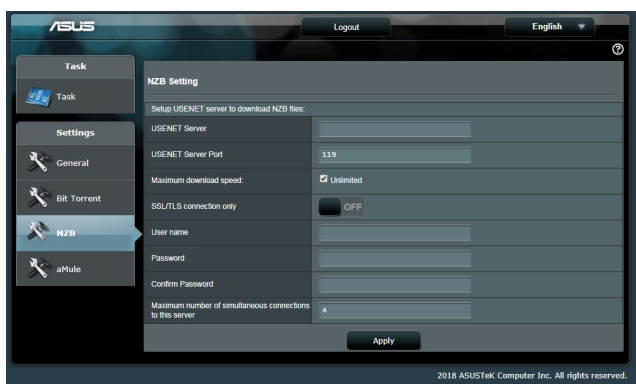 ASUS
Logout
English
Task
Task
Settings
General
Bit Torrent
NZB
aMule
NZB Setting
Setup USENET server to download NZB files:
USENET Server
USENET Server Port 119
Maximum download speed: Unlimited
SSL/TLS connection only OFF
User name
Password
Confirm Password
Maximum number of simultaneous connections
to this server 4
Apply
2018 ASUSTeK Computer Inc. All rights reserved.